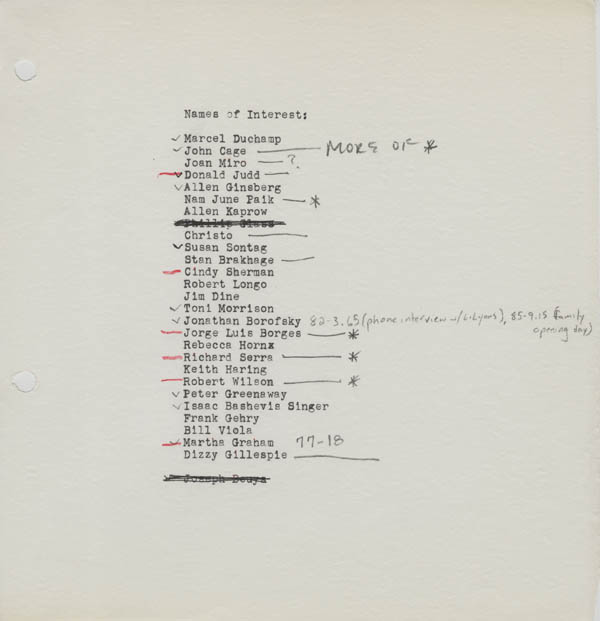 Names of Interest:
Marcel Duchamp
John Cage MORE OF *
Joan Miro ?
Donald Judd
Allen Ginsberg
Nam June Paik *
Allen Kaprow
Phillip Glass
Christo
Susan Sontag
Stan Brakhage
Cindy Sherman
Robert Longo
Jim Dine
Toni Morrison
Jonathan Borofsky 82-3.65 (phone interview w/ L. Lyons), 85-9.15 (family opening day)
Jorge Luis Borges *
Rebecca Hornx
Richard Serra *
Keith Haring
Robert Wilson *
Peter Greenaway
Isaac Bashevis Singer
Frank Gehry
Bill Viola
Martha Graham 77-18
Dizzy Gillespie
Joseph Beuys